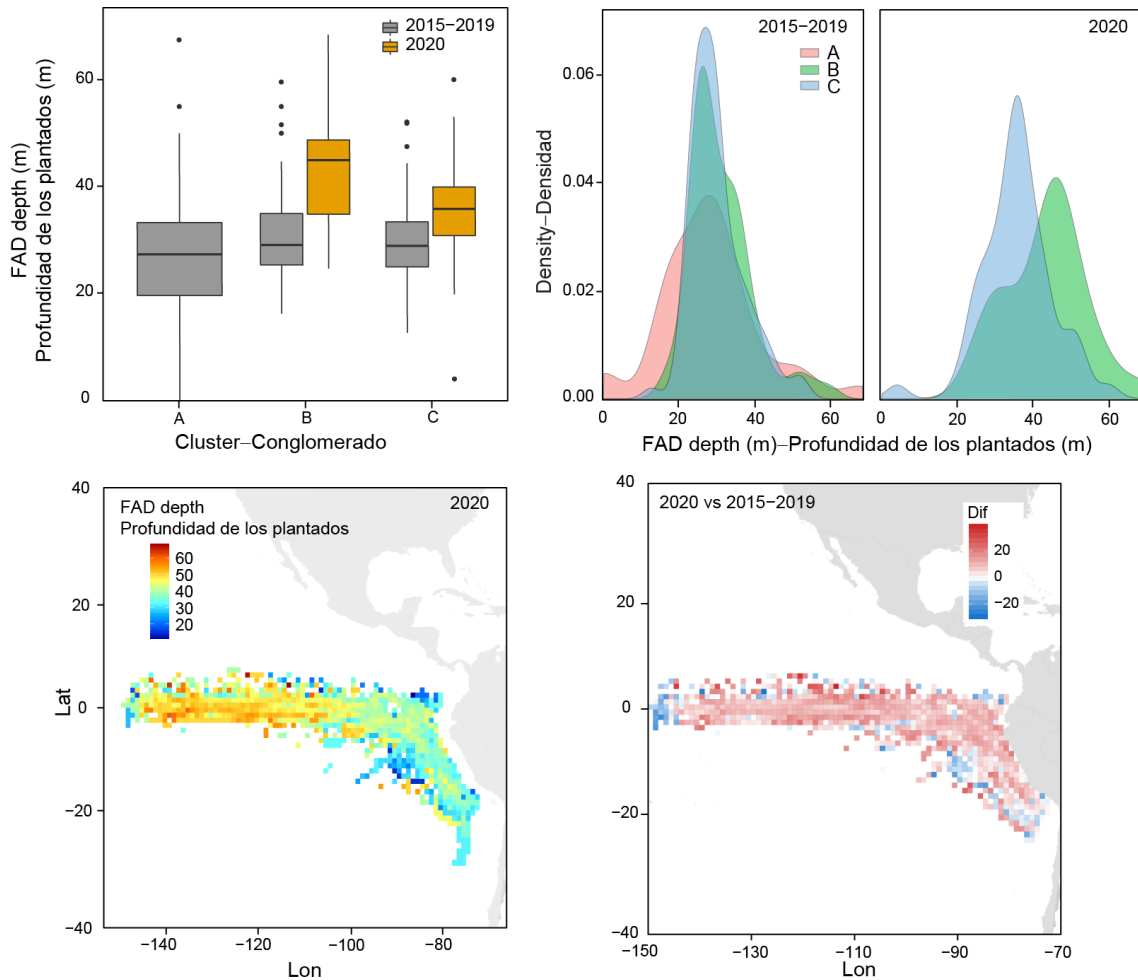 FAD depth (m)
Profundidad de los plantados (m)
60
40
20
0
2015−2019
2020
A
B
C
Cluster−Conglomerado
Density−Densidad
0.06
0.04
0.02
0.00
2015−2019
A
B
C
2020
0
20
40
60
20
40
60
FAD depth (m)−Profundidad de los plantados (m)
40
20
0
−20
−40
Lat
FAD depth
Profundidad de los plantados
2020
60
50
40
30
20
−140
−120
−100
−80
Lon
40
20
0
−20
−40
2020 vs 2015−2019
Dif
20
0
−20
−150
−130
−110
−90
−70
Lon